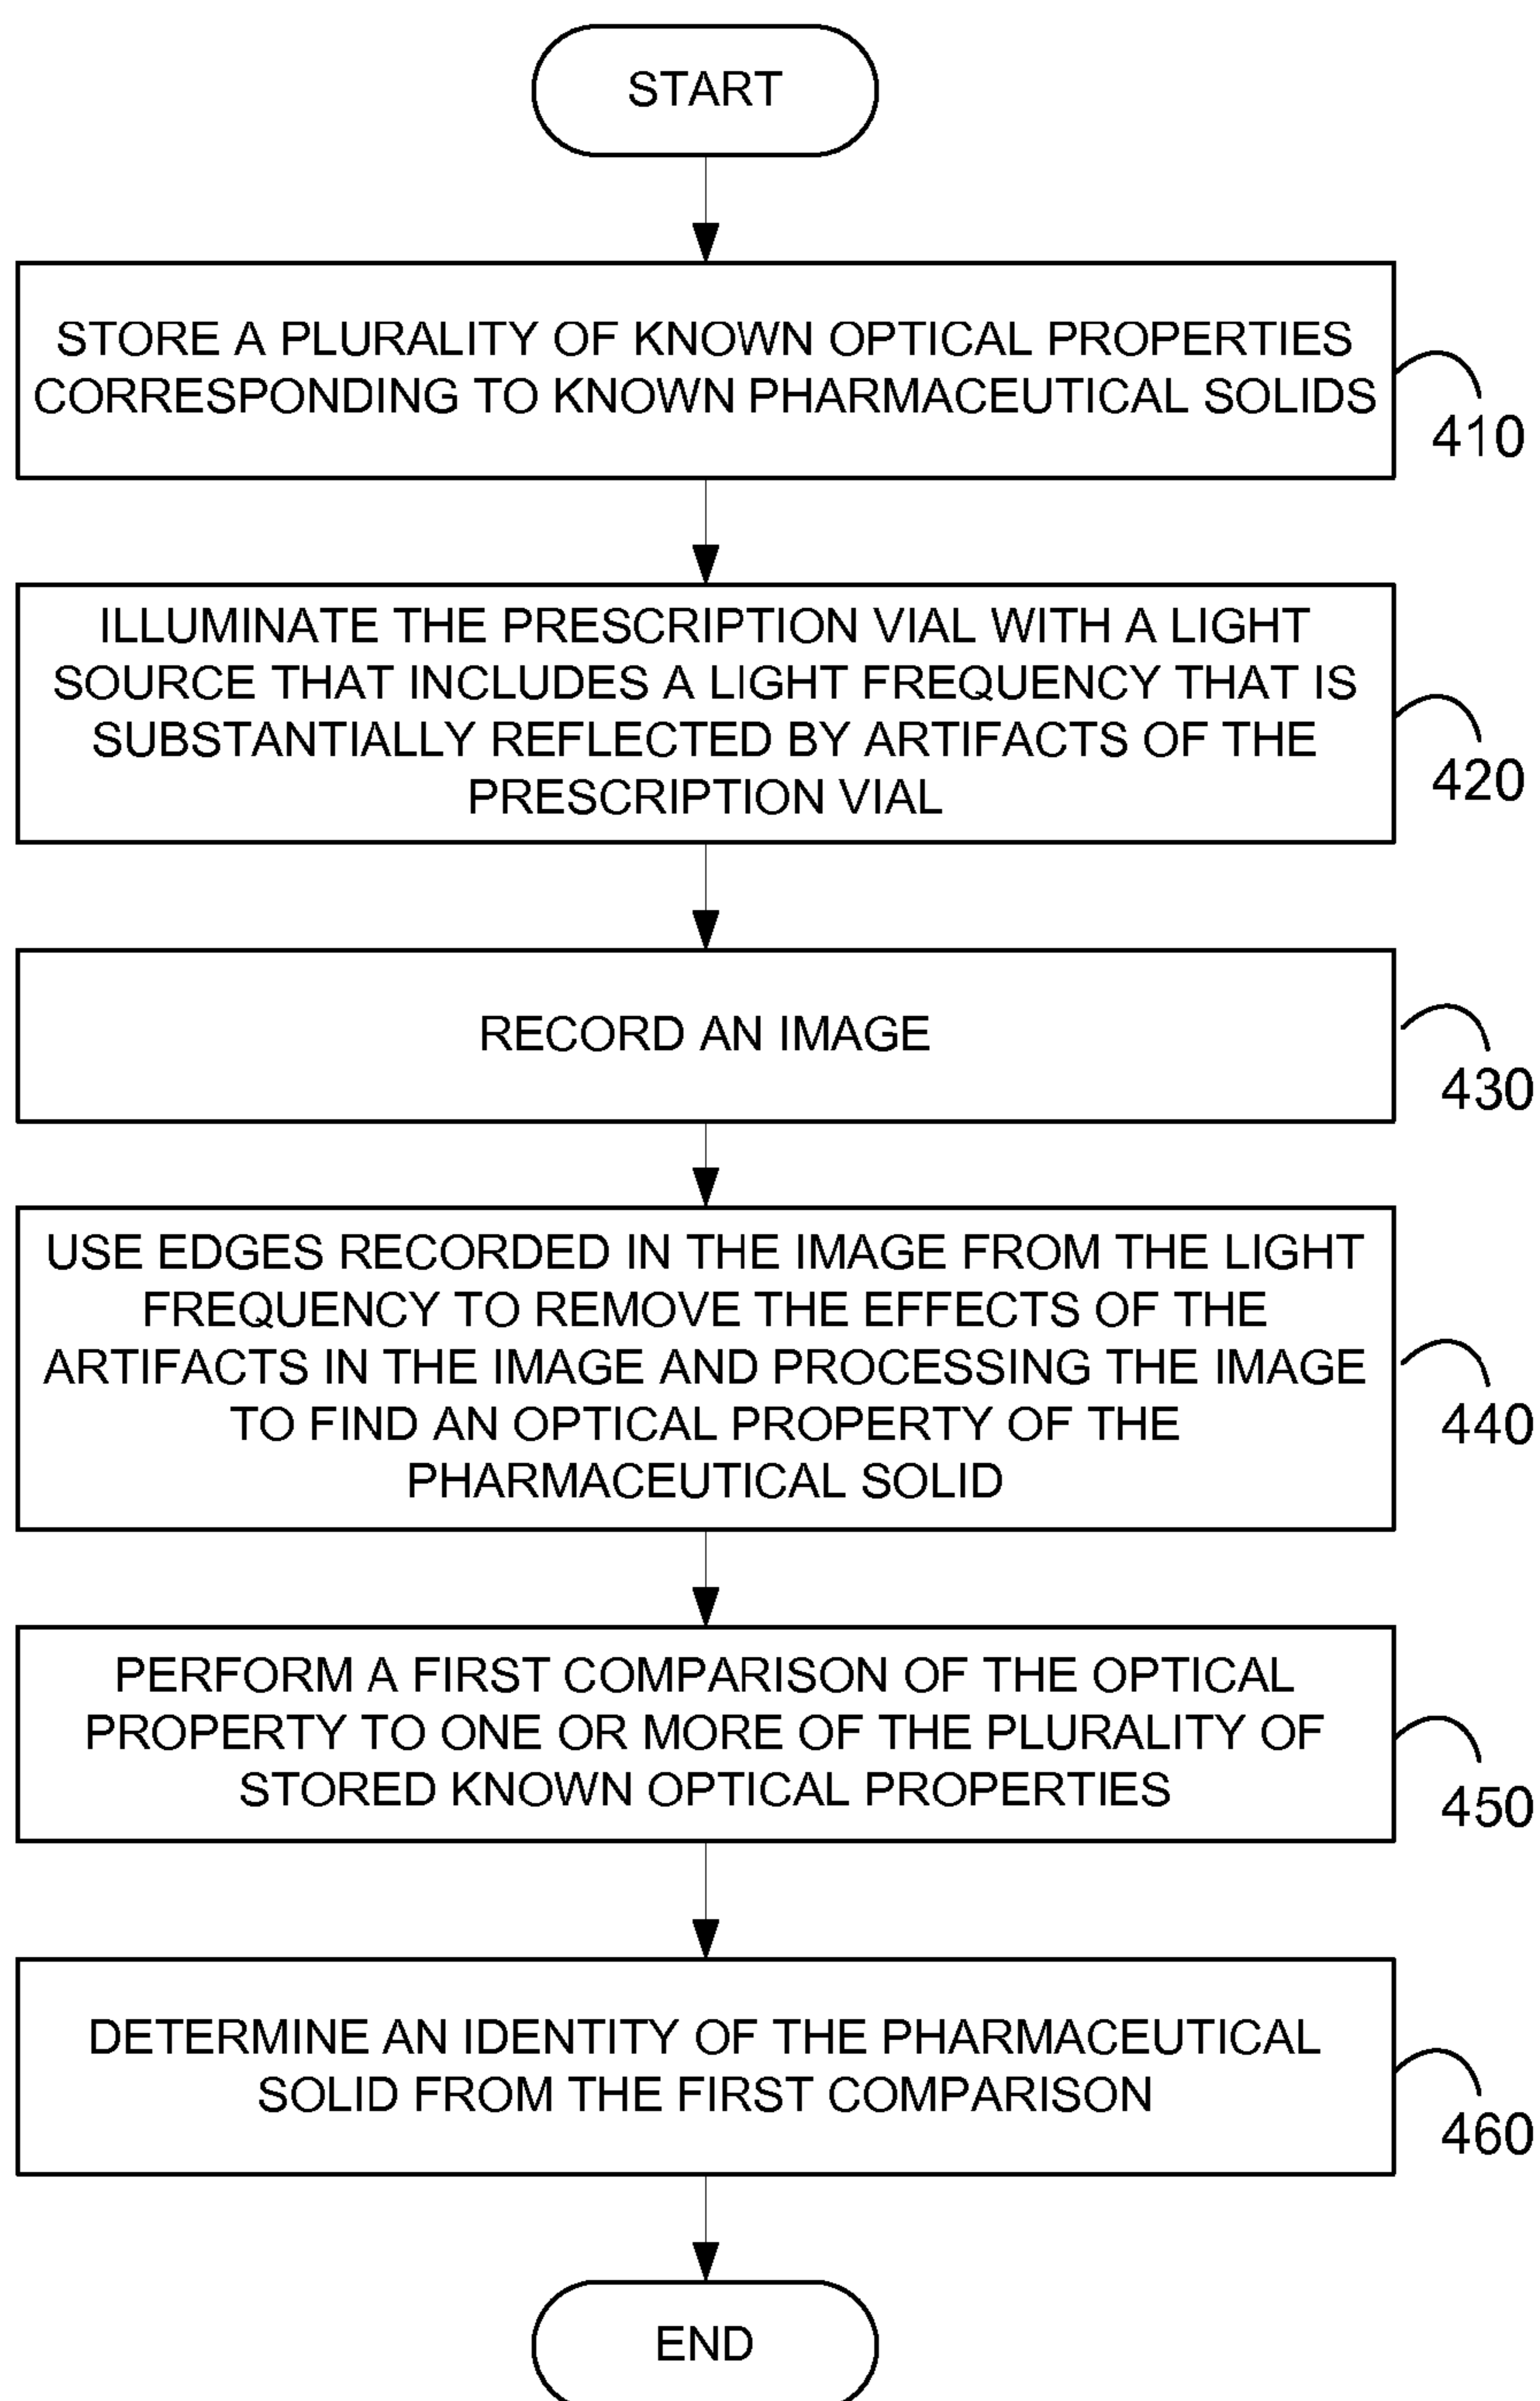 START
STORE A PLURALITY OF KNOWN OPTICAL PROPERTIES
CORRESPONDING TO KNOWN PHARMACEUTICAL SOLIDS
410
ILLUMINATE THE PRESCRIPTION VIAL WITH A LIGHT
SOURCE THAT INCLUDES A LIGHT FREQUENCY THAT IS
SUBSTANTIALLY REFLECTED BY ARTIFACTS OF THE
PRESCRIPTION VIAL
420
RECORD AN IMAGE
430
USE EDGES RECORDED IN THE IMAGE FROM THE LIGHT
FREQUENCY TO REMOVE THE EFFECTS OF THE
ARTIFACTS IN THE IMAGE AND PROCESSING THE IMAGE
TO FIND AN OPTICAL PROPERTY OF THE
PHARMACEUTICAL SOLID
440
PERFORM A FIRST COMPARISON OF THE OPTICAL
PROPERTY TO ONE OR MORE OF THE PLURALITY OF
STORED KNOWN OPTICAL PROPERTIES
450
DETERMINE AN IDENTITY OF THE PHARMACEUTICAL
SOLID FROM THE FIRST COMPARISON
460
END